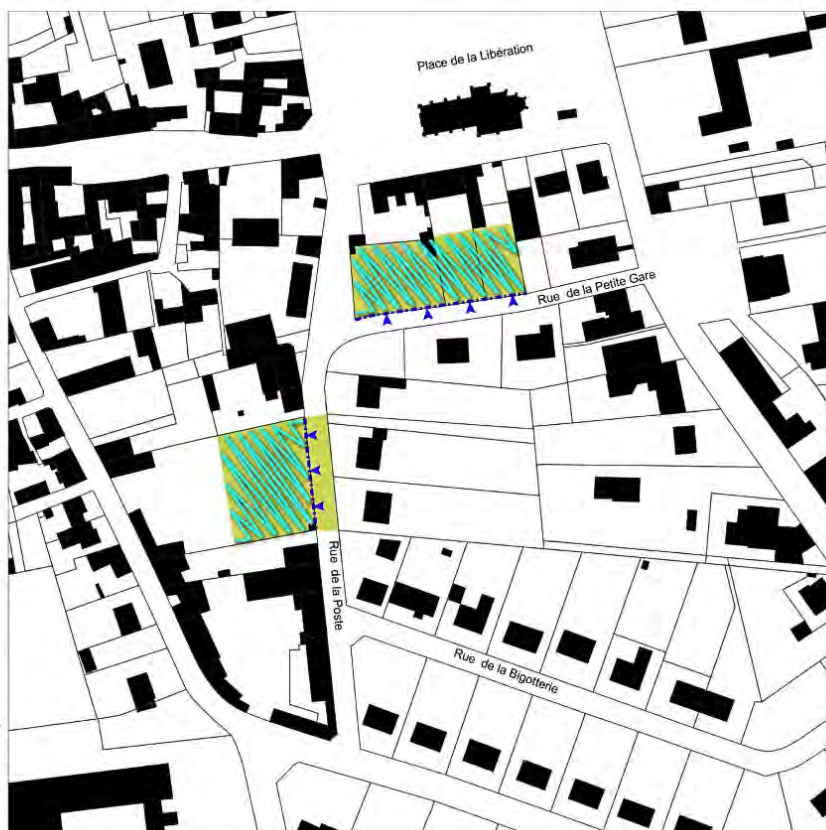 Place de la Libération
Rue de la Petite Gare
Rue de la Poste
Rue de la Bigotterie